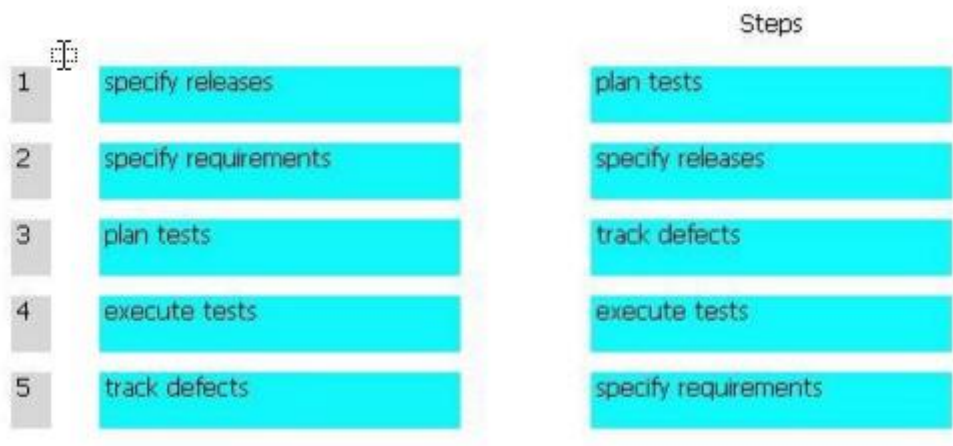 Steps
1 specify releases plan tests
2 specify requirements specify releases
3 plan tests track defects
4 execute tests execute tests
5 track defects specify requirements